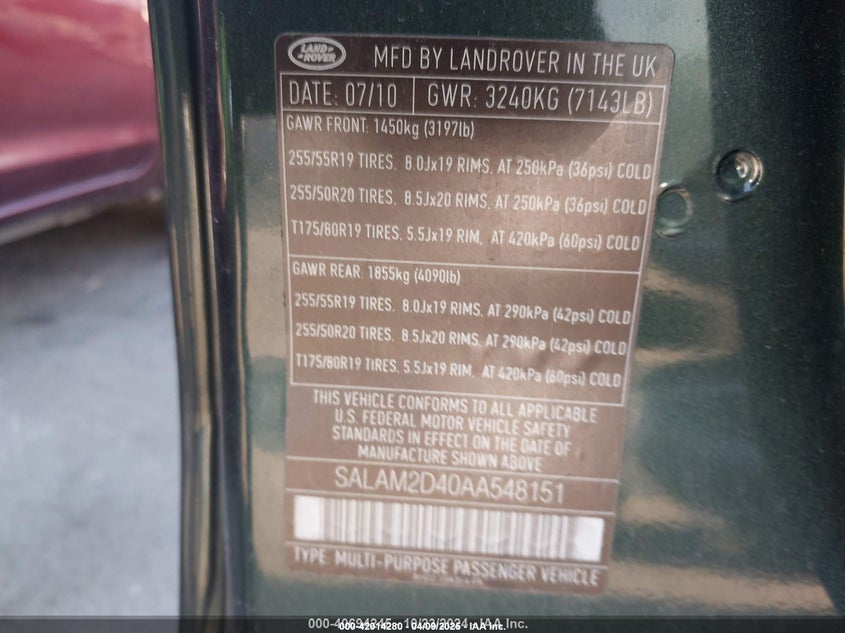 LAND ROVER
MFD BY LANDROVER IN THE UK
DATE: 07/10 GWR: 3240KG (7143LB)
GAWR FRONT: 1450kg (3197lb)
255/55R19 TIRES. 8.0Jx19 RIMS. AT 250kPa (36psi) COLD
255/50R20 TIRES. 8.5Jx20 RIMS. AT 250kPa (36psi) COLD
T175/80R19 TIRES. 5.5Jx19 RIM, AT 420kPa (60psi) COLD
GAWR REAR: 1855kg (4090lb)
255/55R19 TIRES. 8.0Jx19 RIMS. AT 290kPa (42psi) COLD
255/50R20 TIRES. 8.5Jx20 RIMS. AT 290kPa (42psi) COLD
T175/80R19 TIRES. 5.5Jx19 RIM, AT 420kPa (60psi) COLD
THIS VEHICLE CONFORMS TO ALL APPLICABLE
U.S. FEDERAL MOTOR VEHICLE SAFETY
STANDARDS IN EFFECT ON THE DATE OF
MANUFACTURE SHOWN ABOVE
SALAM2D40AA548151
TYPE: MULTI-PURPOSE PASSENGER VEHICLE
IAA Inc.